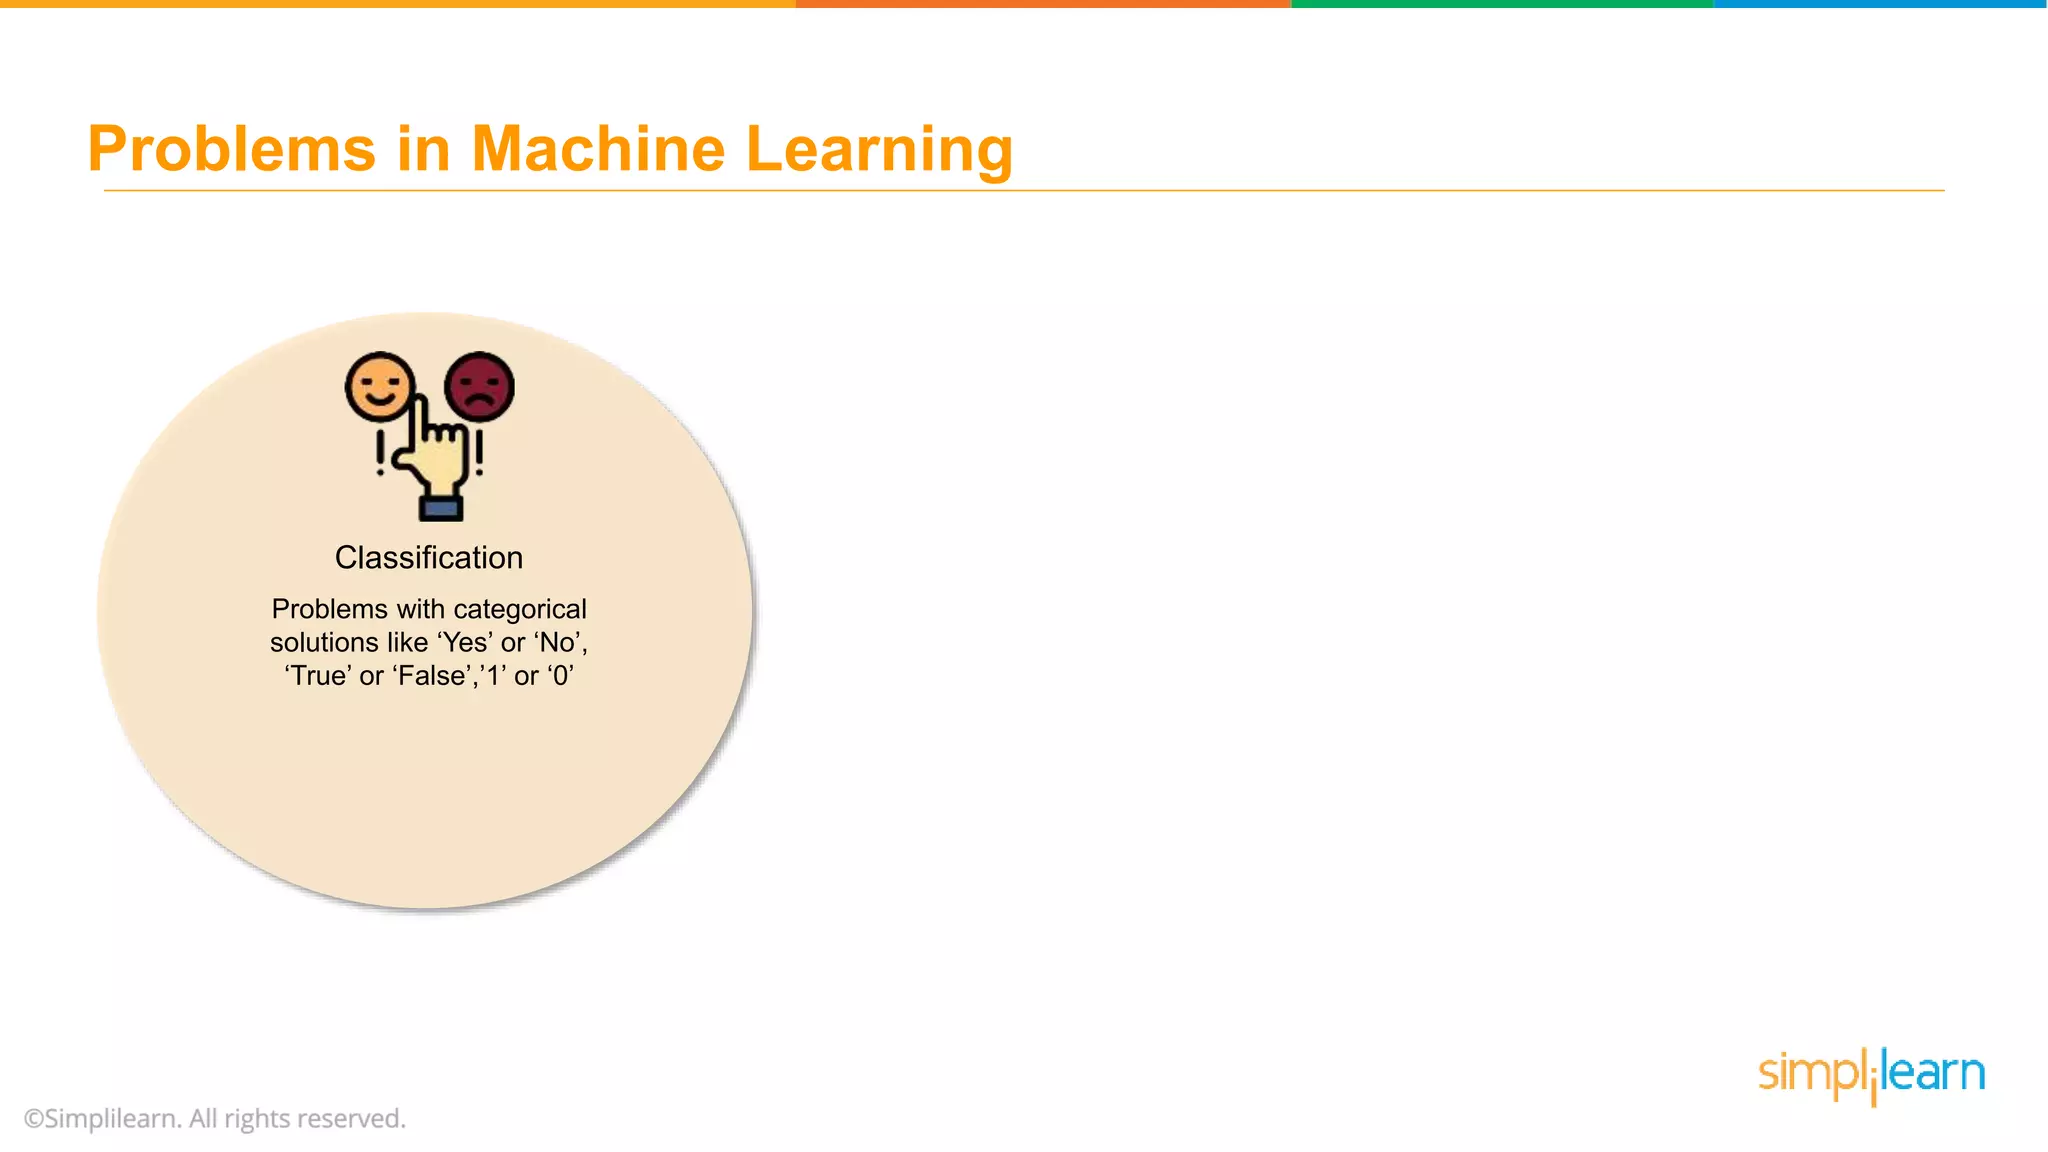 Problems in Machine Learning
Classification
Problems with categorical
solutions like ‘Yes’ or ‘No’,
‘True’ or ‘False’,’1’ or ‘0’
simplilearn
©Simplilearn. All rights reserved.